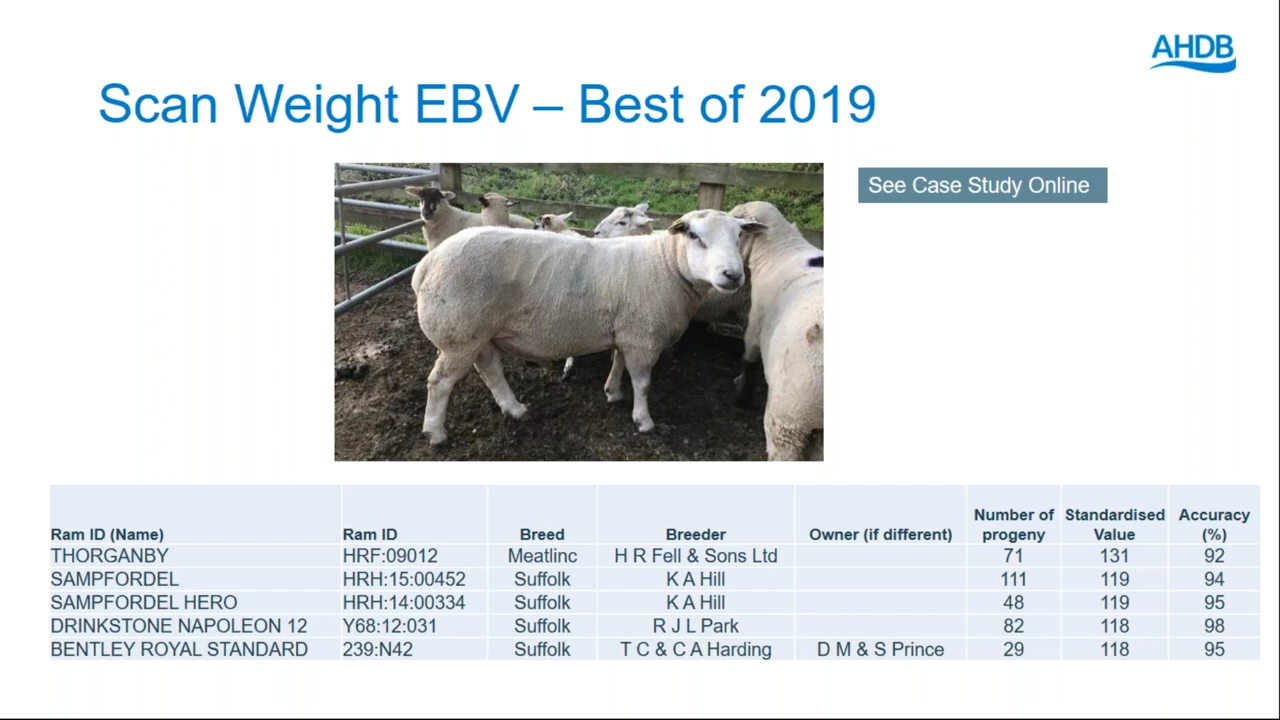 AHDB
Scan Weight EBV – Best of 2019
See Case Study Online
Ram ID (Name) Ram ID Breed Breeder Owner (if different) Number of progeny Standardised Value Accuracy (%)
THORGANBY HRF:09012 Meatlinc H R Fell & Sons Ltd 71 131 92
SAMPFORDEL HRH:15:00452 Suffolk K A Hill 111 119 94
SAMPFORDEL HERO HRH:14:00334 Suffolk K A Hill 48 119 95
DRINKSTONE NAPOLEON 12 Y68:12:031 Suffolk R J L Park 82 118 98
BENTLEY ROYAL STANDARD 239:N42 Suffolk T C & C A Harding D M & S Prince 29 118 95